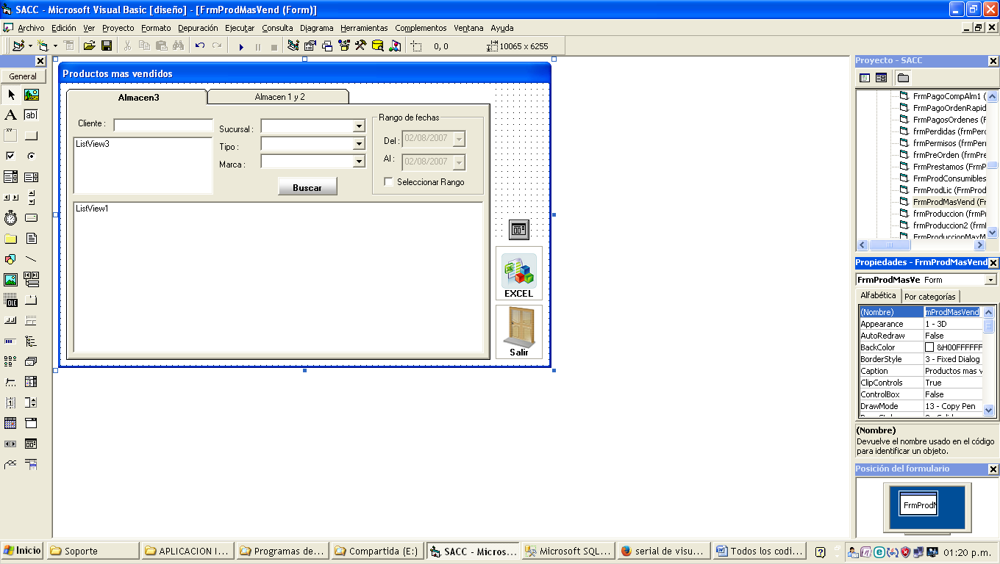 SACC - Microsoft Visual Basic [diseño] - [FrmProdMasVend (Form)]
Archivo Edición Ver Proyecto Formato Depuración Ejecutar Consulta Diagrama Herramientas Complementos Ventana Ayuda
0, 0 10065 x 6255
General
Productos mas vendidos
Almacen3 Almacen 1 y 2
Cliente :
Sucursal :
Tipo :
Marca :
Rango de fechas
Del : 02/08/2007
Al : 02/08/2007
Seleccionar Rango
ListView3
Buscar
ListView1
EXCEL
Salir
Proyecto - SACC
FrmPagoCompAlm1 (
FrmPagoOrdenRapid
FrmPagosOrdenes (F
frmPerdidas (frmPerc
frmPermisos (frmPerr
frmPreOrden (frmPre
FrmPrestamos (FrmP
FrmProdConsumibles
FrmProdLic (FrmProd
FrmProdMasVend (Fr
frmProduccion (frmPr
frmProduccion2 (frmI
FrmProduccionMaxM
Propiedades - FrmProdMasVend
FrmProdMasVe Form
Alfabética Por categorías
(Nombre) mProdMasVend
Appearance 1 - 3D
AutoRedraw False
BackColor &H00FFFFFF
BorderStyle 3 - Fixed Dialog
Caption Productos mas v
ClipControls True
ControlBox False
DrawMode 13 - Copy Pen
(Nombre)
Devuelve el nombre usado en el código
para identificar un objeto.
Posición del formulario
FrmProdM
Inicio Soporte APLICACION I... Programas de... Compartida (E:) SACC - Micros... Microsoft SQL... serial de visu... Todos los codi... 01:20 p.m.